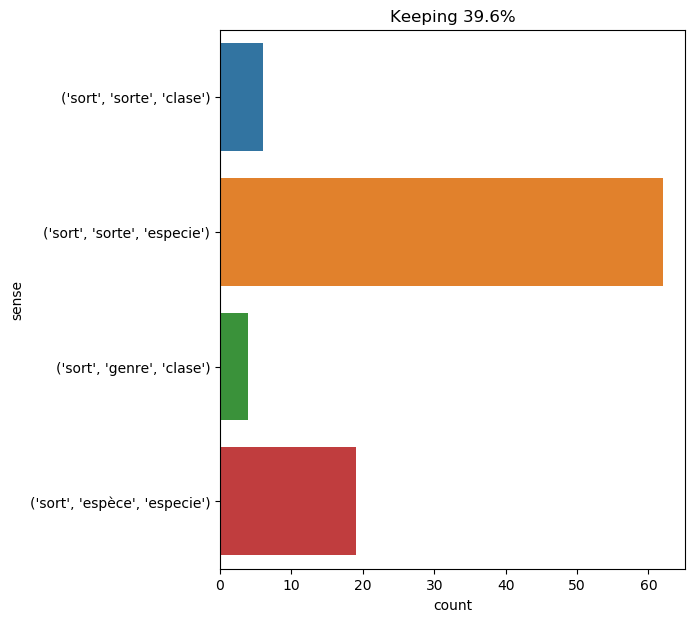 Keeping 39.6%
('sort', 'sorte', 'clase')
('sort', 'sorte', 'especie')
('sort', 'genre', 'clase')
('sort', 'espèce', 'especie')
sense
0 10 20 30 40 50 60
count